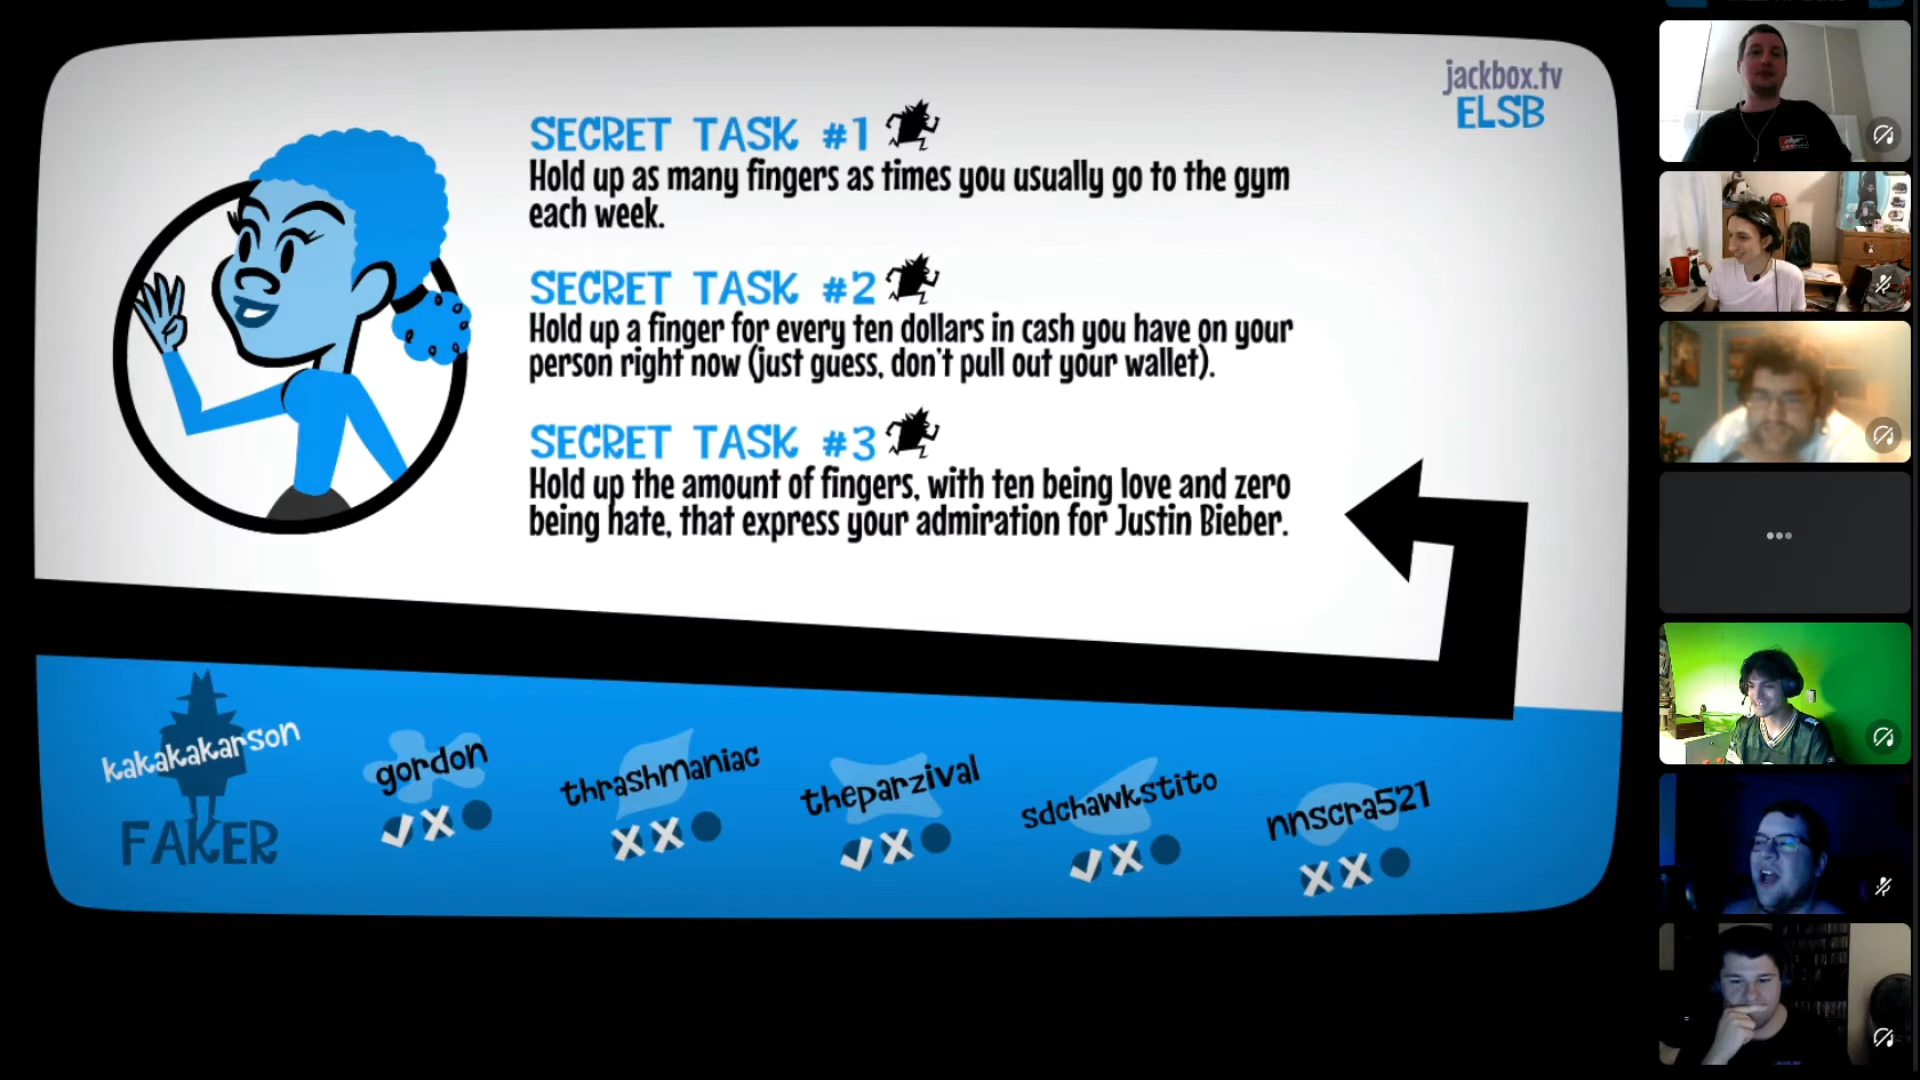 jackbox.tv
ELSB
SECRET TASK #1
Hold up as many fingers as times you usually go to the gym
each week.
SECRET TASK #2
Hold up a finger for every ten dollars in cash you have on your
person right now (just guess, don't pull out your wallet).
SECRET TASK #3
Hold up the amount of fingers, with ten being love and zero
being hate, that express your admiration for Justin Bieber.
kakakakarson
FAKER
gordon
thrashmaniac
theparzival
sdchawkstito
nnscra521